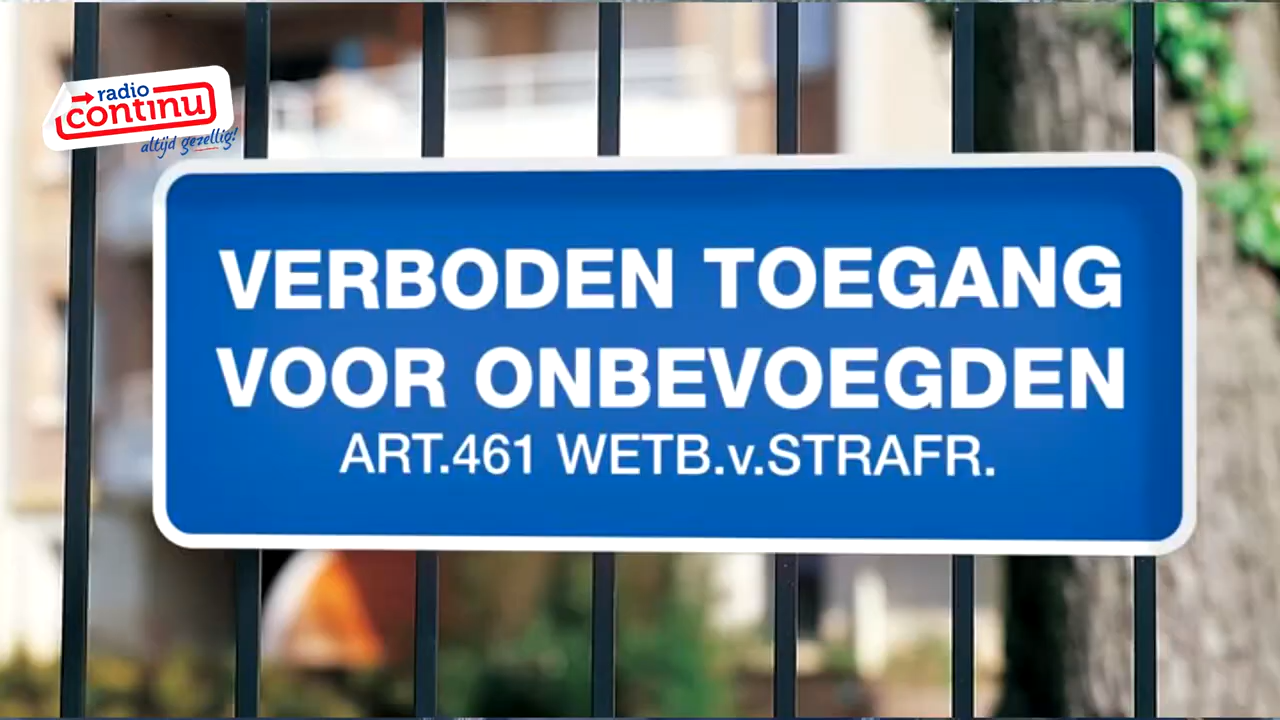 radio
continu
altijd gezellig!
VERBODEN TOEGANG
VOOR ONBEVOEGDEN
ART.461 WETB.v.STRAFR.